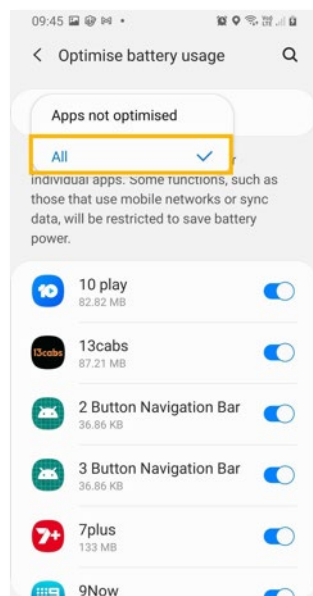 09:45
Optimise battery usage
Apps not optimised
All
individual apps. Some functions, such as
those that use mobile networks or sync
data, will be restricted to save battery
power.
10
10 play
82.82 MB
13cabs
13cabs
87.21 MB
2 Button Navigation Bar
36.86 KB
3 Button Navigation Bar
36.86 KB
7+
7plus
133 MB
9Now